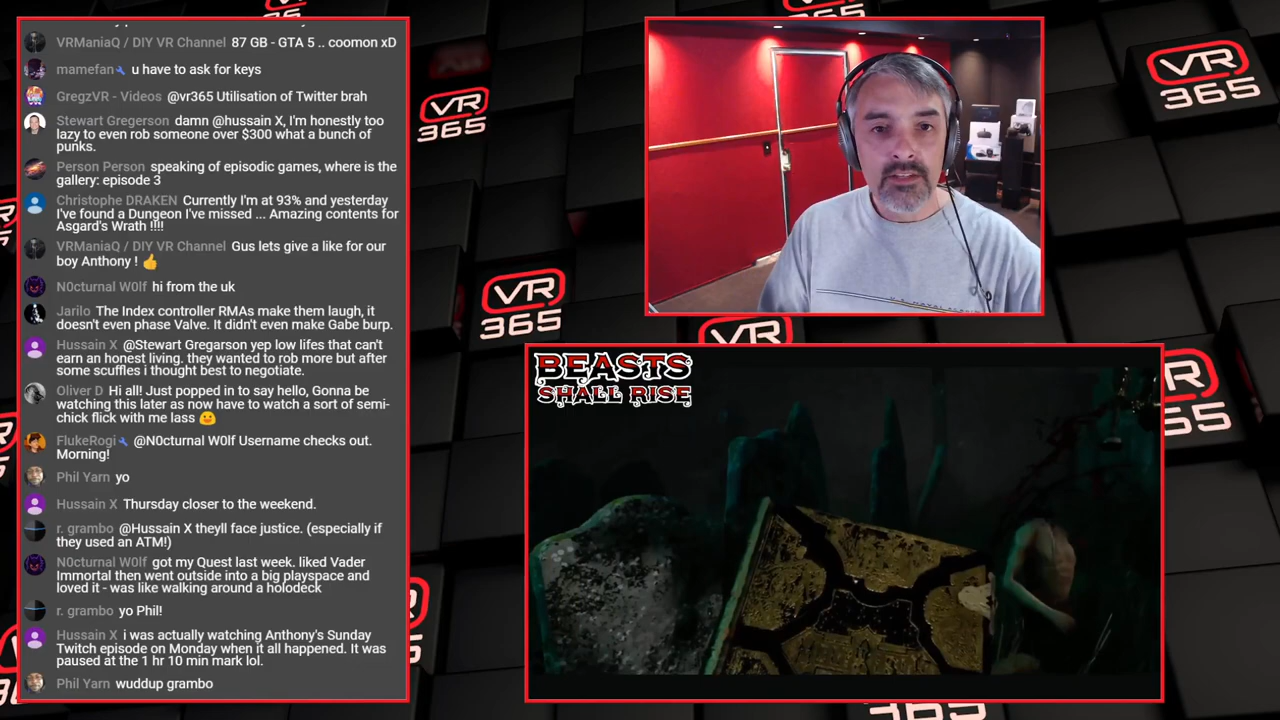 VRManiaQ / DIY VR Channel 87 GB - GTA 5 .. coomon xD
mamefan u have to ask for keys
GregzVR - Videos @vr365 Utilisation of Twitter brah
Stewart Gregerson damn @hussain X, I'm honestly too
lazy to even rob someone over $300 what a bunch of
punks.
Person Person speaking of episodic games, where is the
gallery: episode 3
Christophe DRAKEN Currently I'm at 93% and yesterday
I've found a Dungeon I've missed ... Amazing contents for
Asgard's Wrath !!!!
VRManiaQ / DIY VR Channel Gus lets give a like for our
boy Anthony ! 👍
N0cturnal W0lf hi from the uk
Jarilo The Index controller RMAs make them laugh, it
doesn't even phase Valve. It didn't even make Gabe burp.
Hussain X @Stewart Gregarson yep low lifes that can't
earn an honest living. they wanted to rob more but after
some scuffles i thought best to negotiate.
Oliver D Hi all! Just popped in to say hello, Gonna be
watching this later as now have to watch a sort of semi-
chick flick with me lass
FlukeRogi @N0cturnal W0lf Username checks out.
Morning!
Phil Yarn yo
Hussain X Thursday closer to the weekend.
r. grambo @Hussain X theyll face justice. (especially if
they used an ATM!)
N0cturnal W0lf got my Quest last week. liked Vader
Immortal then went outside into a big playspace and
loved it - was like walking around a holodeck
r. grambo yo Phil!
Hussain X i was actually watching Anthony's Sunday
Twitch episode on Monday when it all happened. It was
paused at the 1 hr 10 min mark lol.
Phil Yarn wuddup grambo
VR
365
VR
365
VR
365
VR
365
BEASTS
SHALL RISE